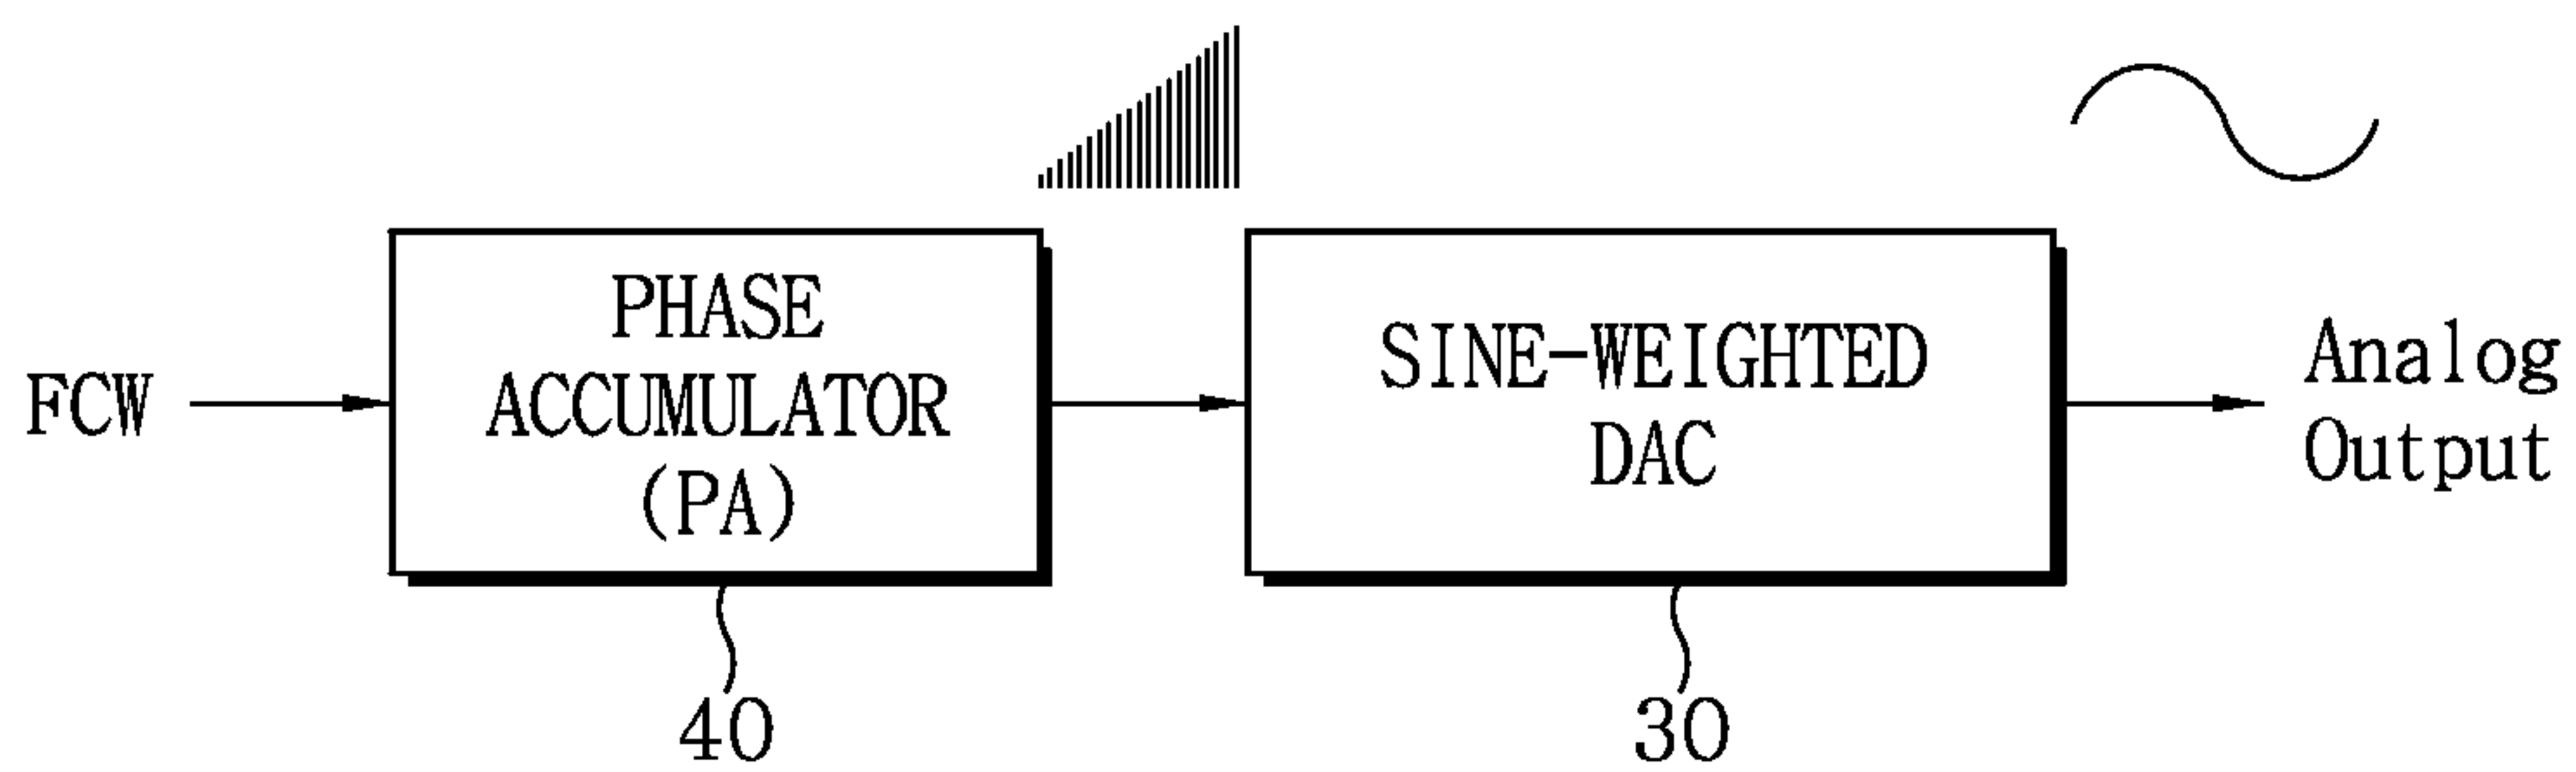 FCW
PHASE
ACCUMULATOR
(PA)
SINE-WEIGHTED
DAC
Analog
Output
40
30